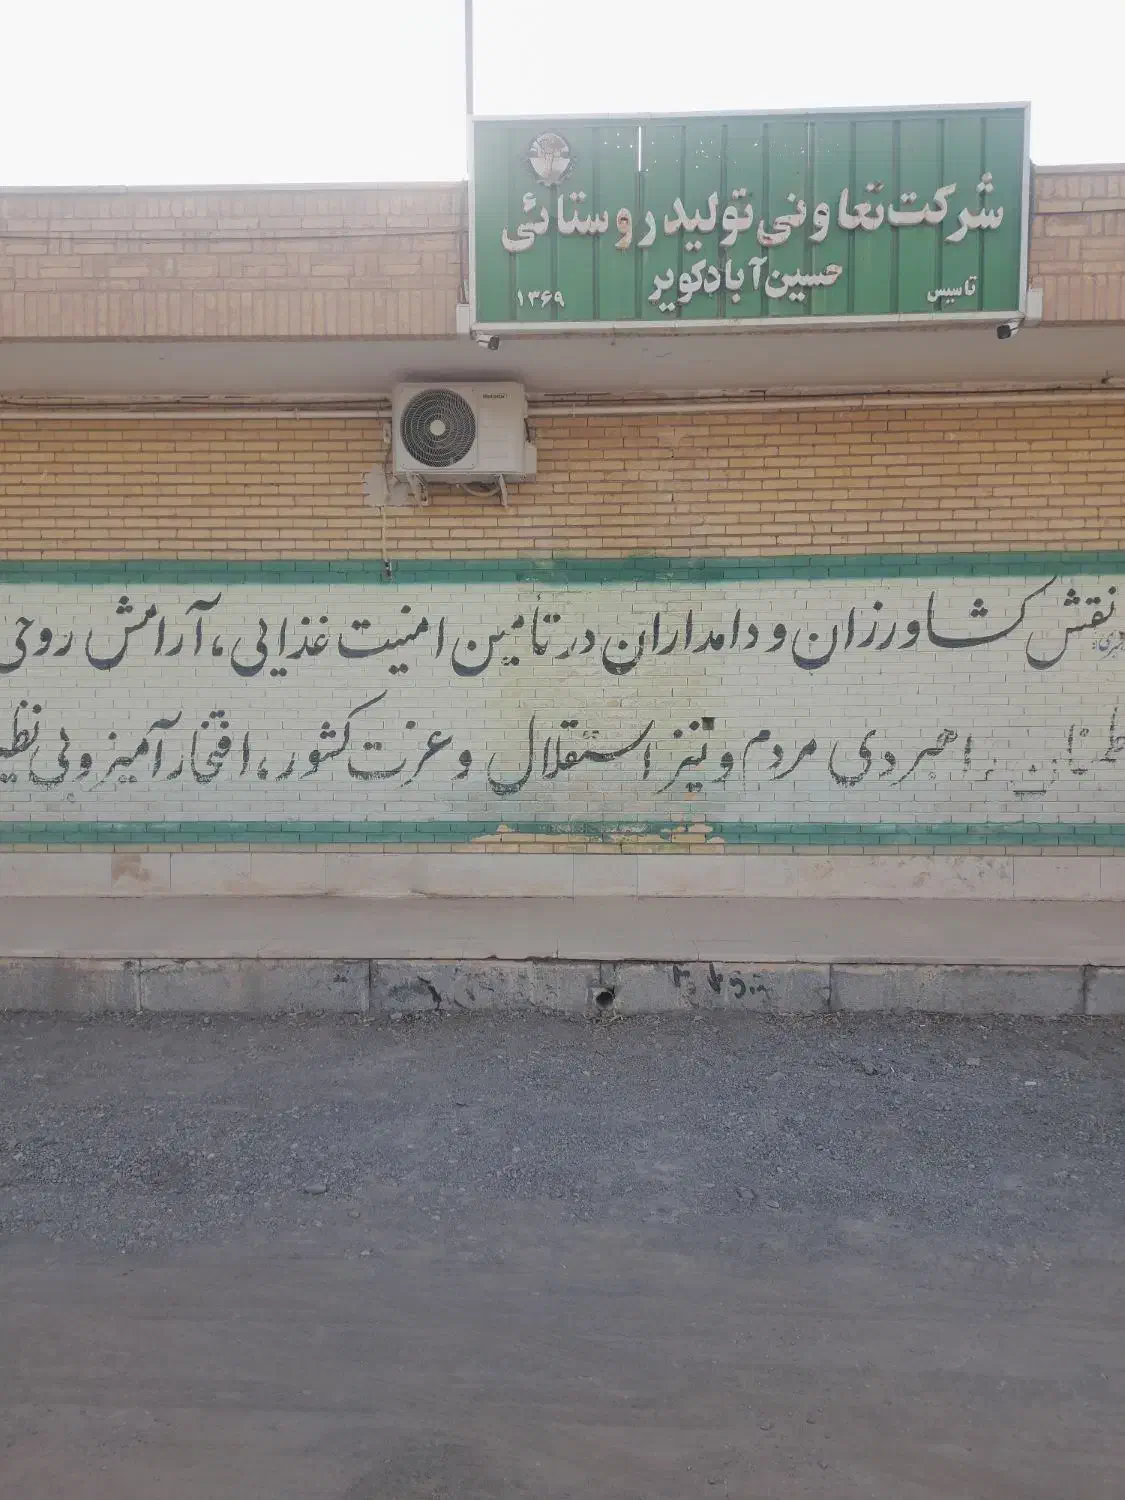 شرکت تعاونی تولید روستائی
حسین آباد کویر
تاسیس ۱۳۶۹
نقش کشاورزان و دامداران در تأمین امنیت غذایی، آرامش روحی
راهبردی مردم و نیز استقلال و عزت کشور، افتخارآمیز و بی نظیر